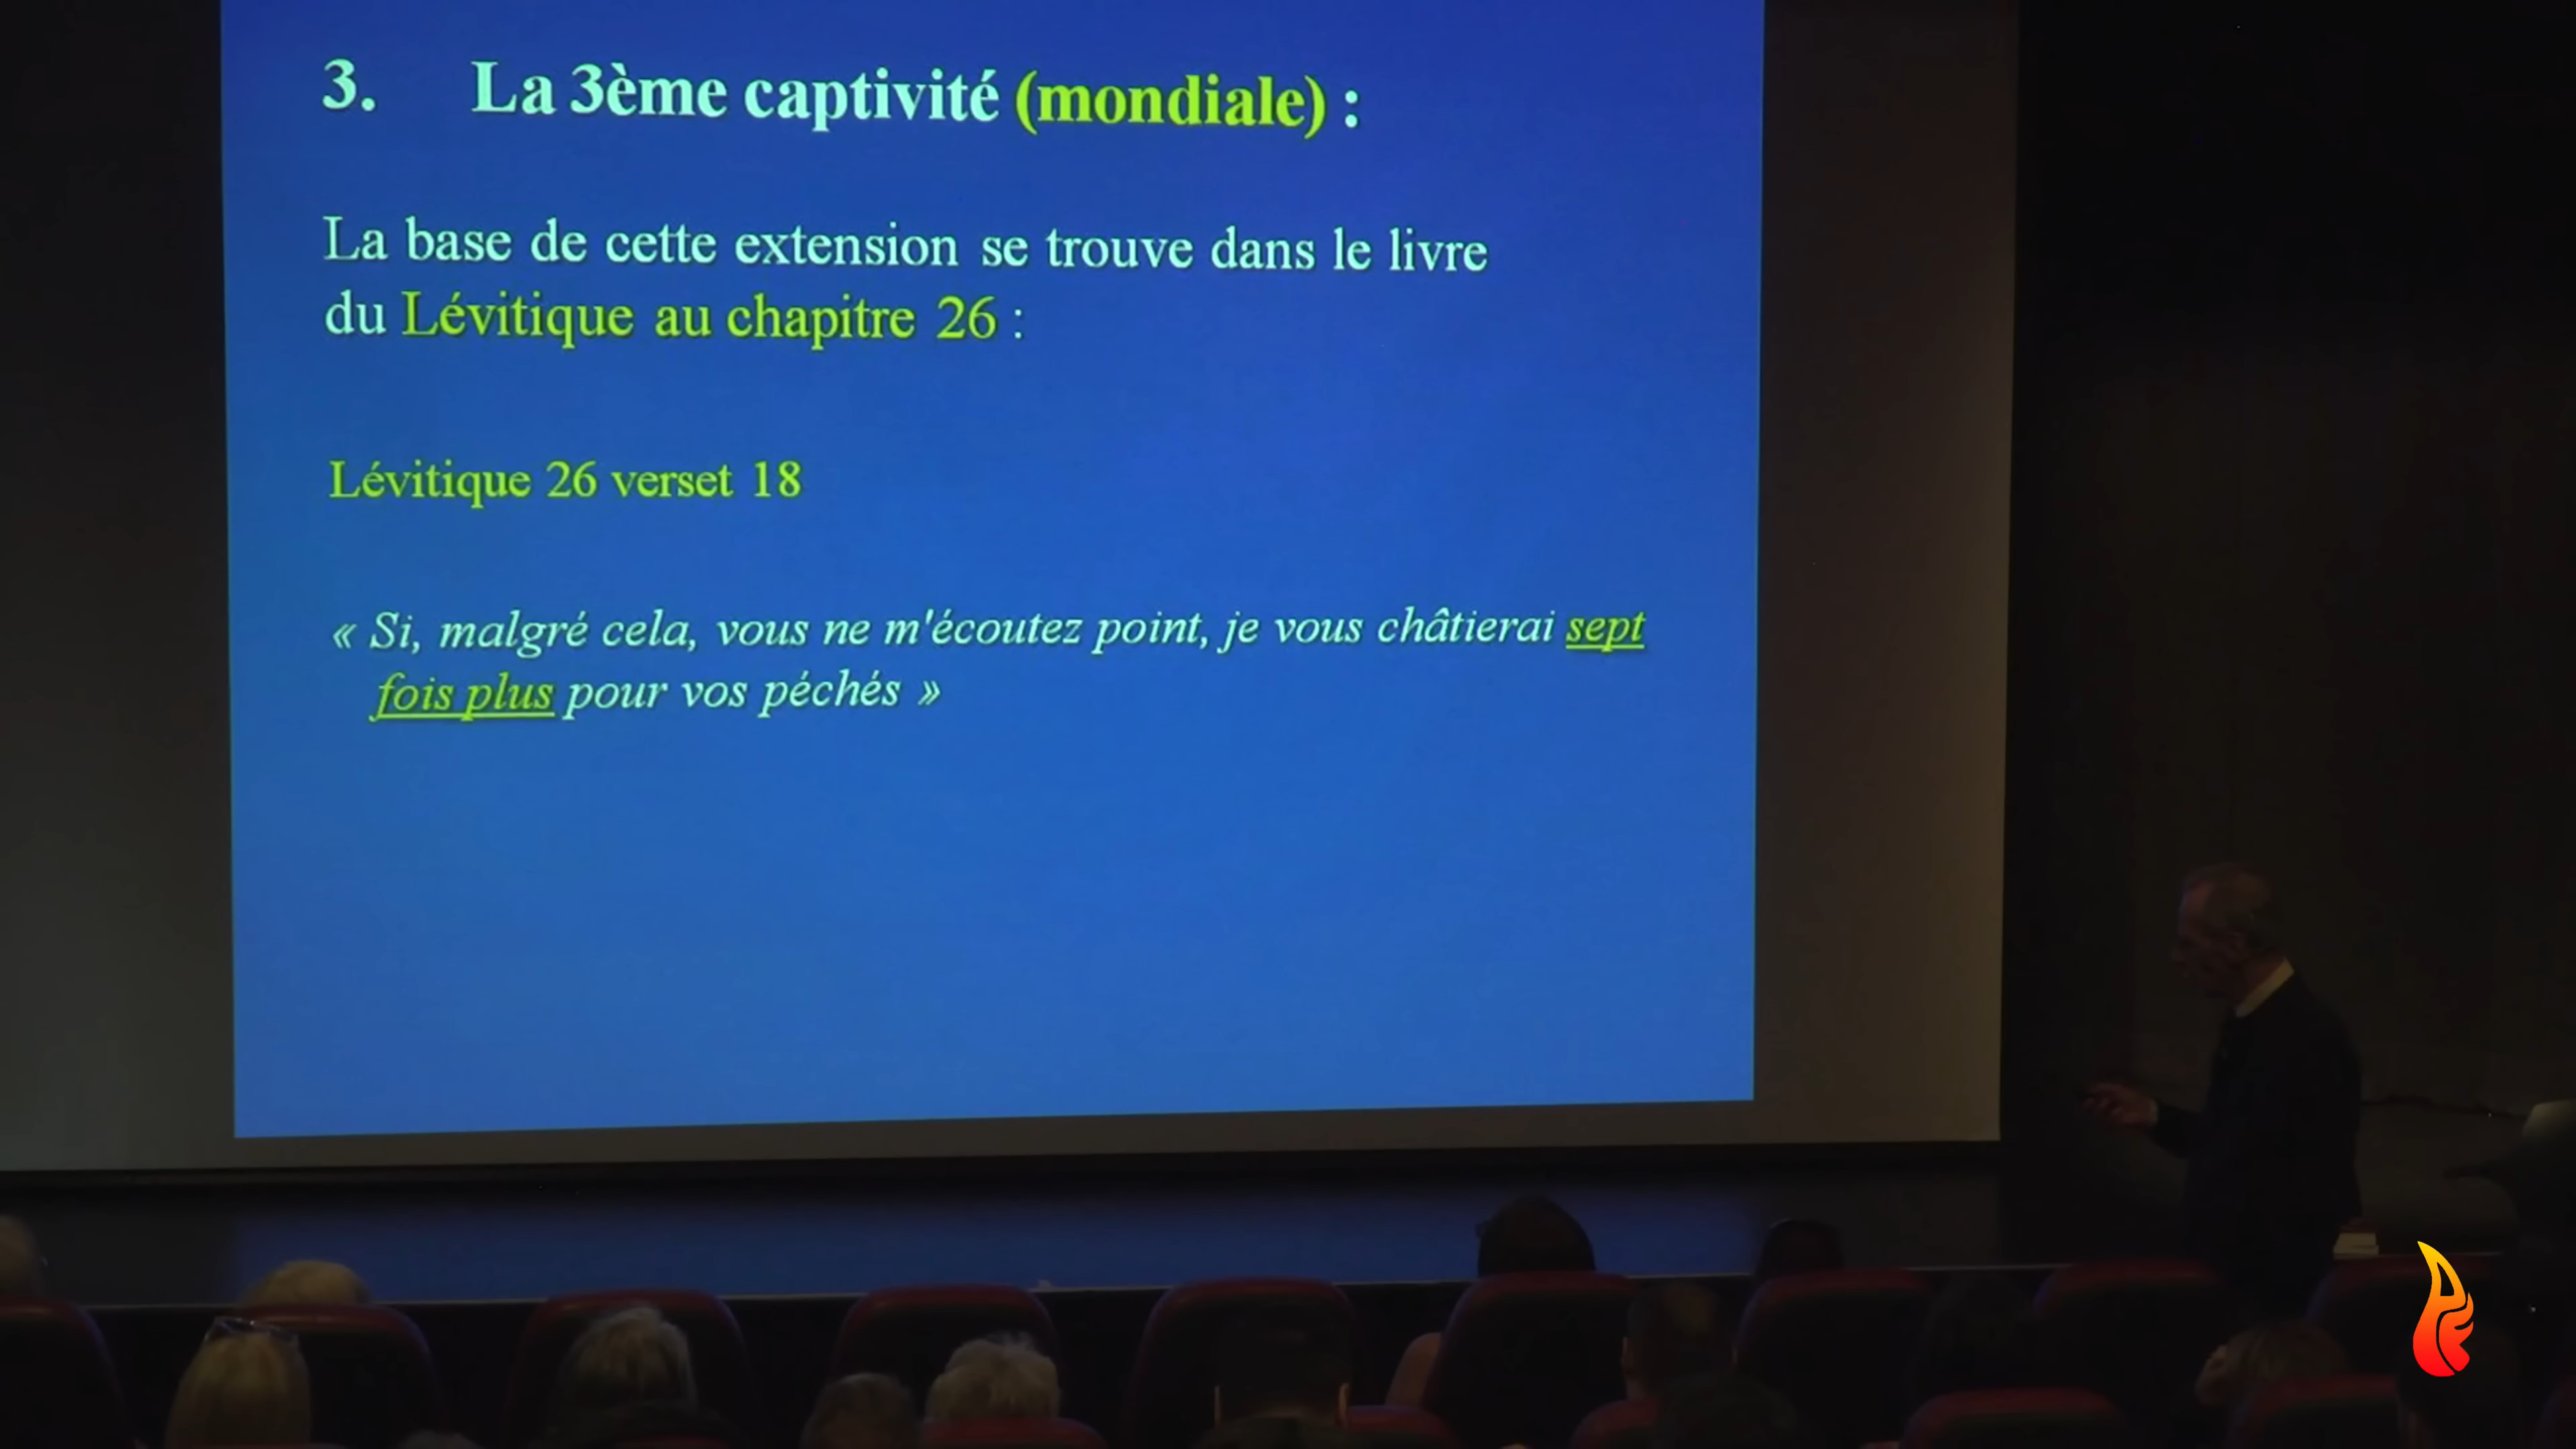 3. La 3ème captivité (mondiale) :
La base de cette extension se trouve dans le livre
du Lévitique au chapitre 26 :
Lévitique 26 verset 18
« Si, malgré cela, vous ne m'écoutez point, je vous châtierai sept
fois plus pour vos péchés »